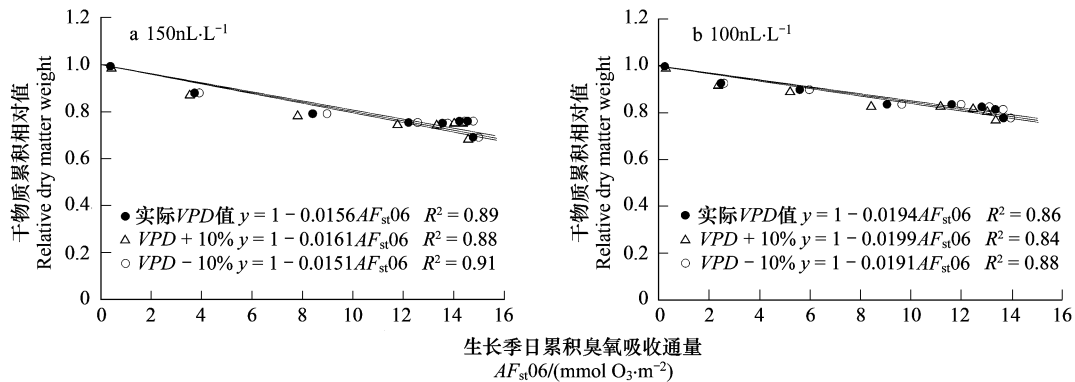 a 150nL·L⁻¹
干物质累积相对值
Relative dry matter weight
1.2
1.0
0.8
0.6
0.4
0.2
0
●实际VPD值 y = 1 − 0.0156AFst06 R² = 0.89
△ VPD + 10% y = 1 − 0.0161AFst06 R² = 0.88
○ VPD − 10% y = 1 − 0.0151AFst06 R² = 0.91
0 2 4 6 8 10 12 14 16
b 100nL·L⁻¹
干物质累积相对值
Relative dry matter weight
1.2
1.0
0.8
0.6
0.4
0.2
0
● 实际VPD值 y = 1 − 0.0194AFst06 R² = 0.86
△ VPD + 10% y = 1 − 0.0199AFst06 R² = 0.84
○ VPD − 10% y = 1 − 0.0191AFst06 R² = 0.88
0 2 4 6 8 10 12 14 16
生长季日累积臭氧吸收通量
AFst06/(mmol O₃·m⁻²)